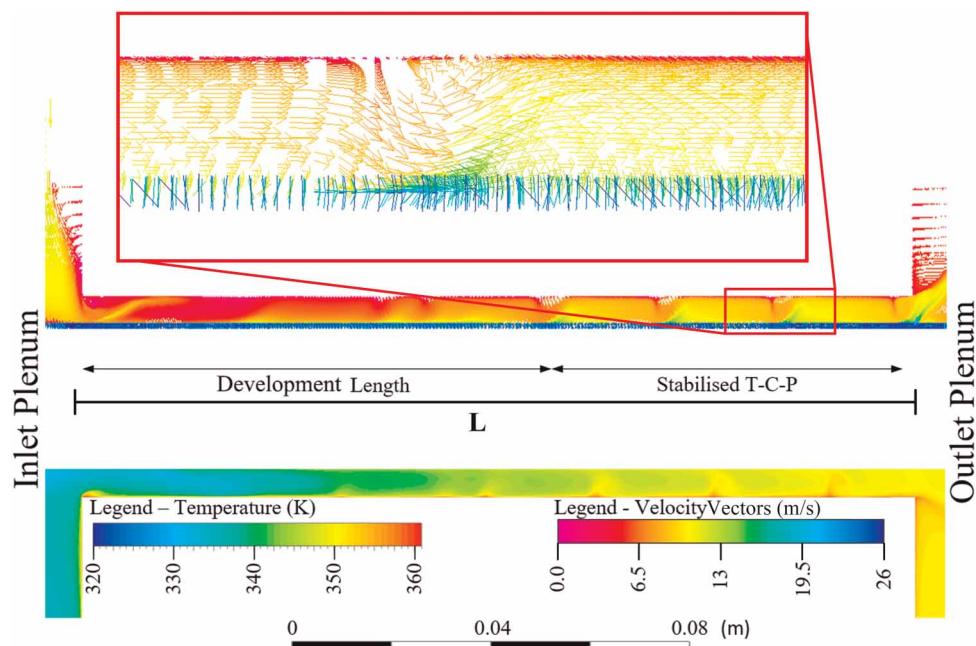 Inlet Plenum
Outlet Plenum
Development Length
Stabilised T-C-P
L
Legend – Temperature (K)
320
330
340
350
360
Legend - VelocityVectors (m/s)
0.0
6.5
13
19.5
26
0
0.04
0.08 (m)